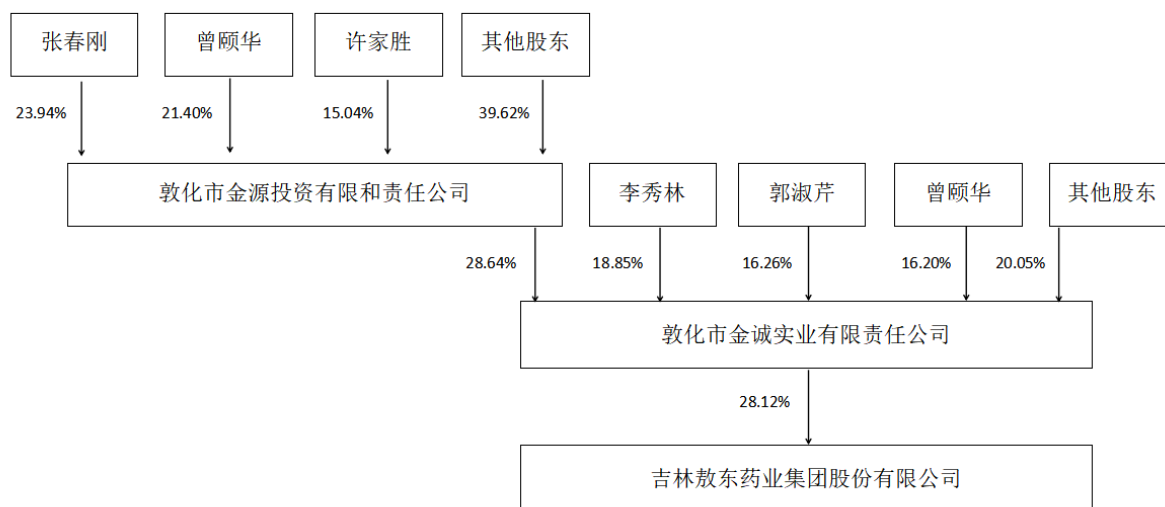 张春刚
曾颐华
许家胜
其他股东
23.94%
21.40%
15.04%
39.62%
敦化市金源投资有限和责任公司
李秀林
郭淑芹
曾颐华
其他股东
28.64%
18.85%
16.26%
16.20%
20.05%
敦化市金诚实业有限责任公司
28.12%
吉林敖东药业集团股份有限公司